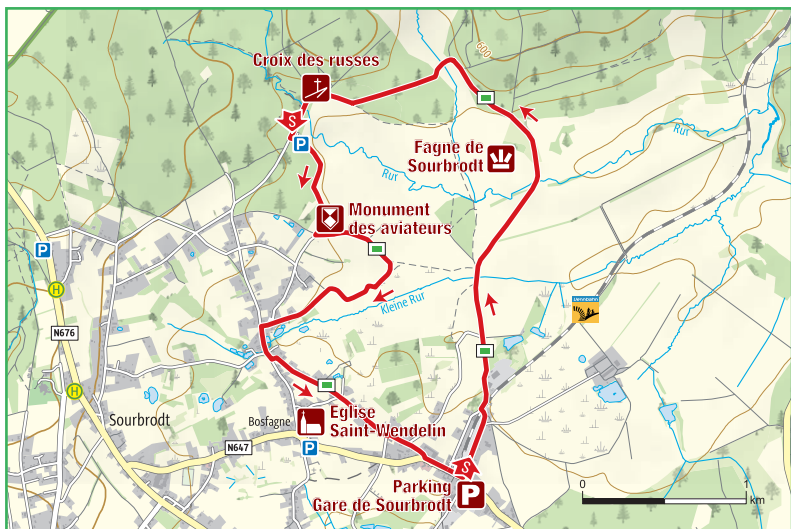 Croix des russes
600
S
P
Fagne de
Sourbrodt
Rur
Rur
Monument
des aviateurs
P
H
Vennbahn
Kleine Rur
N676
H
Sourbrodt
Bosfagne
Eglise
Saint-Wendelin
N647
P
S
Parking
Gare de Sourbrodt
P
0
1
km